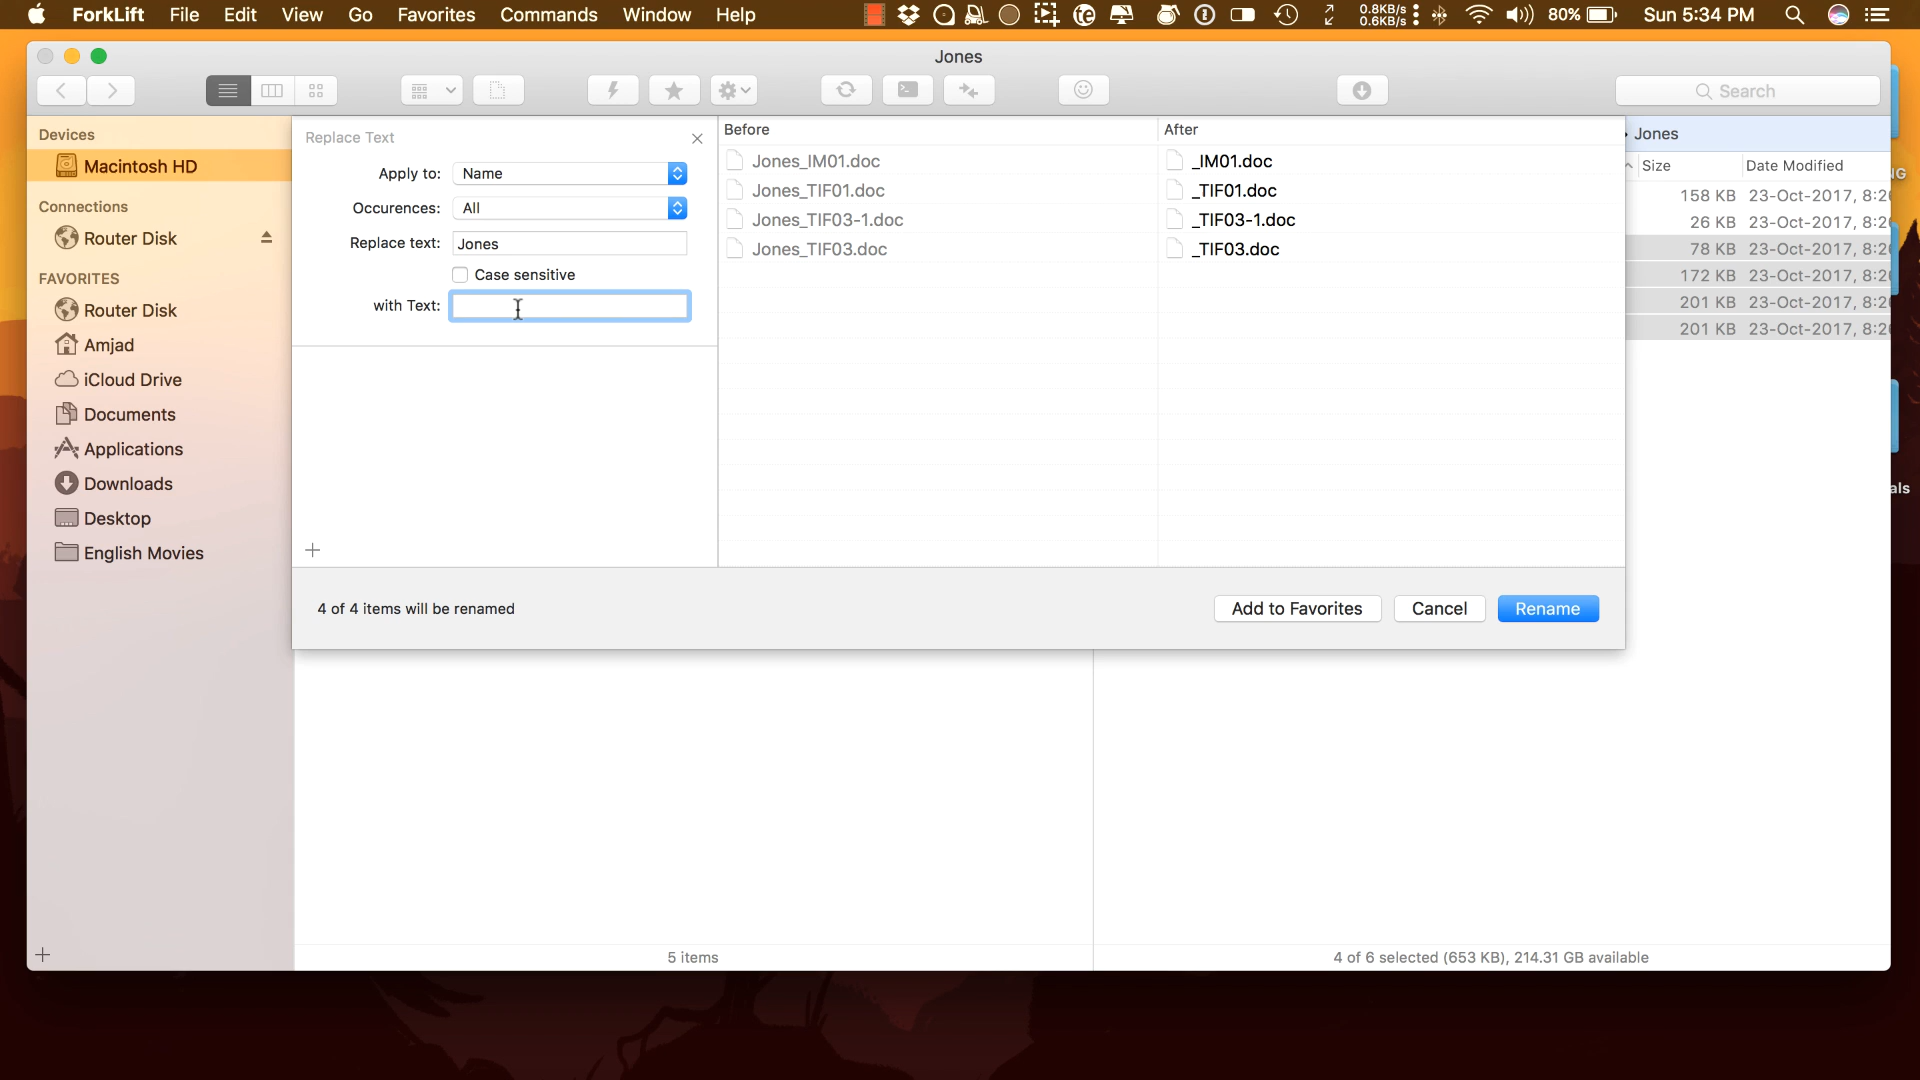 ForkLift File Edit View Go Favorites Commands Window Help 0.8KB/s 0.6KB/s 80% Sun 5:34 PM
Jones
Search
Devices
Macintosh HD
Connections
Router Disk
FAVORITES
Router Disk
Amjad
iCloud Drive
Documents
Applications
Downloads
Desktop
English Movies
Replace Text
Apply to: Name
Occurences: All
Replace text: Jones
Case sensitive
with Text:
Before After
Jones_IM01.doc _IM01.doc
Jones_TIF01.doc _TIF01.doc
Jones_TIF03-1.doc _TIF03-1.doc
Jones_TIF03.doc _TIF03.doc
4 of 4 items will be renamed
Add to Favorites Cancel Rename
Jones
Size Date Modified
158 KB 23-Oct-2017, 8:2
26 KB 23-Oct-2017, 8:2
78 KB 23-Oct-2017, 8:2
172 KB 23-Oct-2017, 8:2
201 KB 23-Oct-2017, 8:2
201 KB 23-Oct-2017, 8:2
NG
als
5 items
4 of 6 selected (653 KB), 214.31 GB available